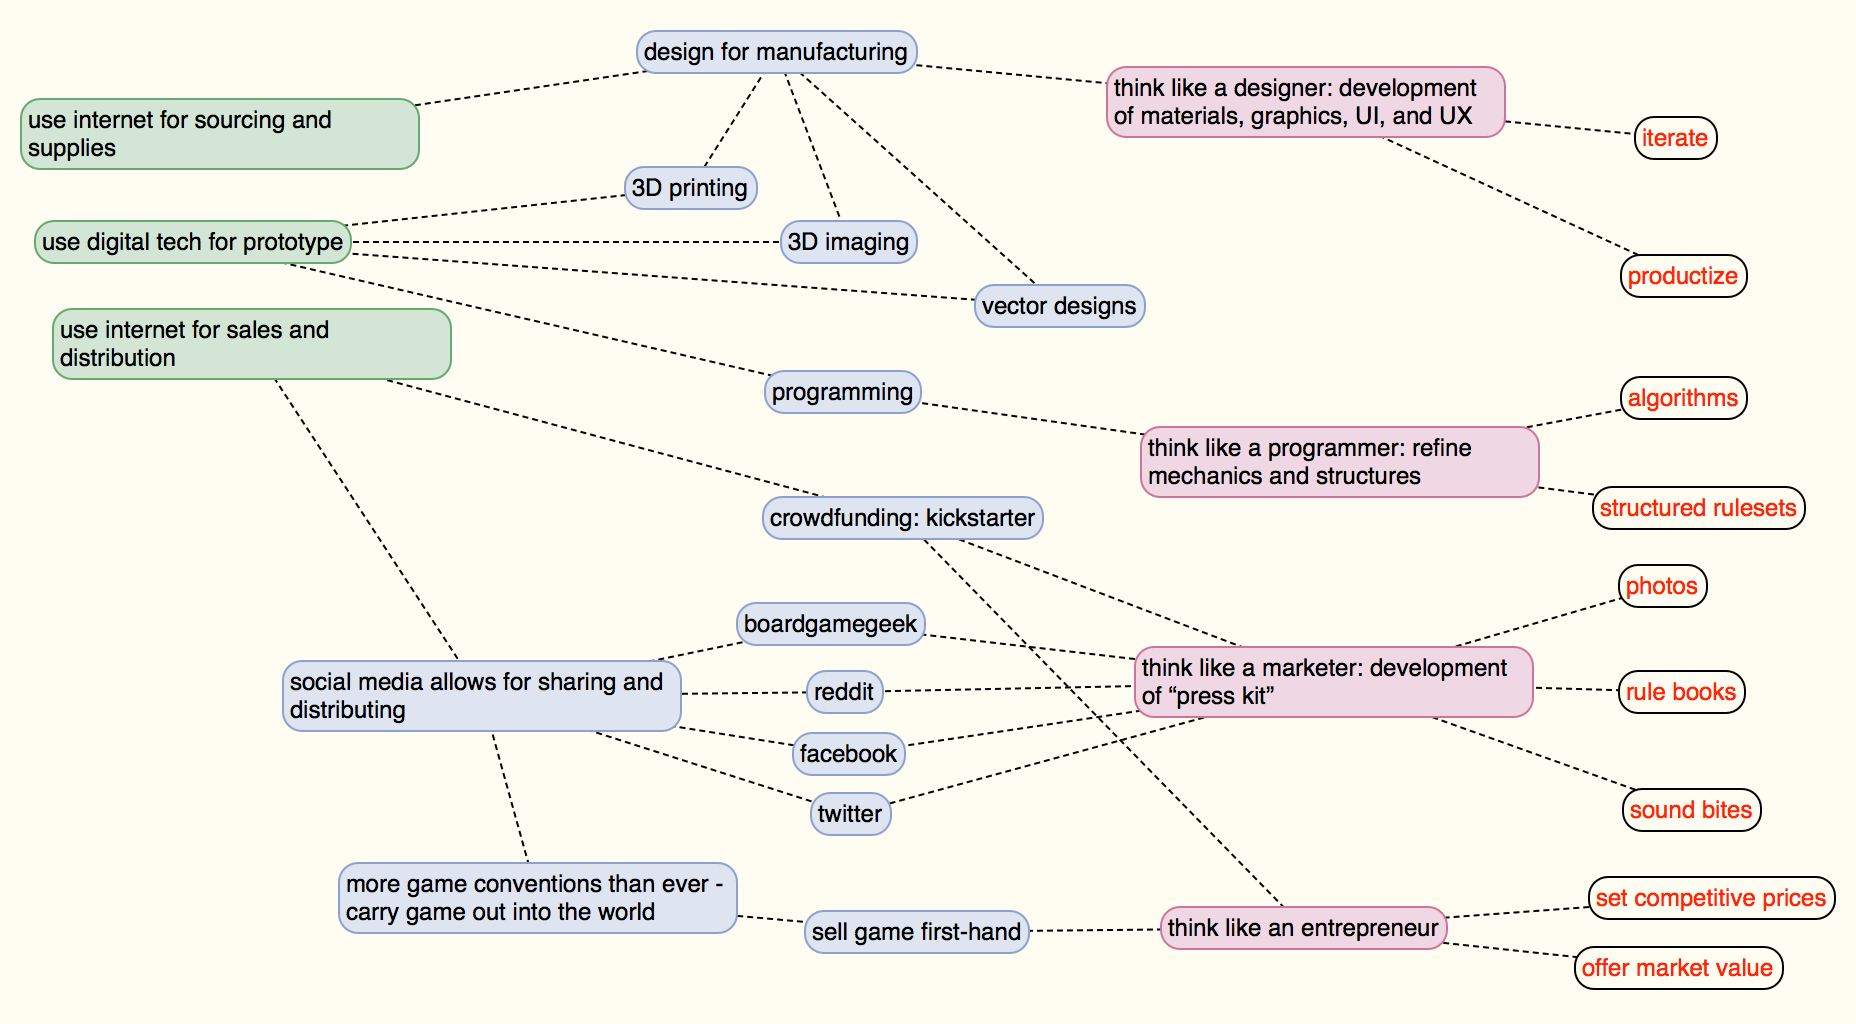 design for manufacturing
think like a designer: development
of materials, graphics, UI, and UX
use internet for sourcing and
supplies
iterate
3D printing
use digital tech for prototype
3D imaging
productize
vector designs
use internet for sales and
distribution
programming
algorithms
think like a programmer: refine
mechanics and structures
structured rulesets
crowdfunding: kickstarter
photos
boardgamegeek
social media allows for sharing and
distributing
reddit
think like a marketer: development
of “press kit”
rule books
facebook
twitter
sound bites
more game conventions than ever -
carry game out into the world
sell game first-hand
think like an entrepreneur
set competitive prices
offer market value